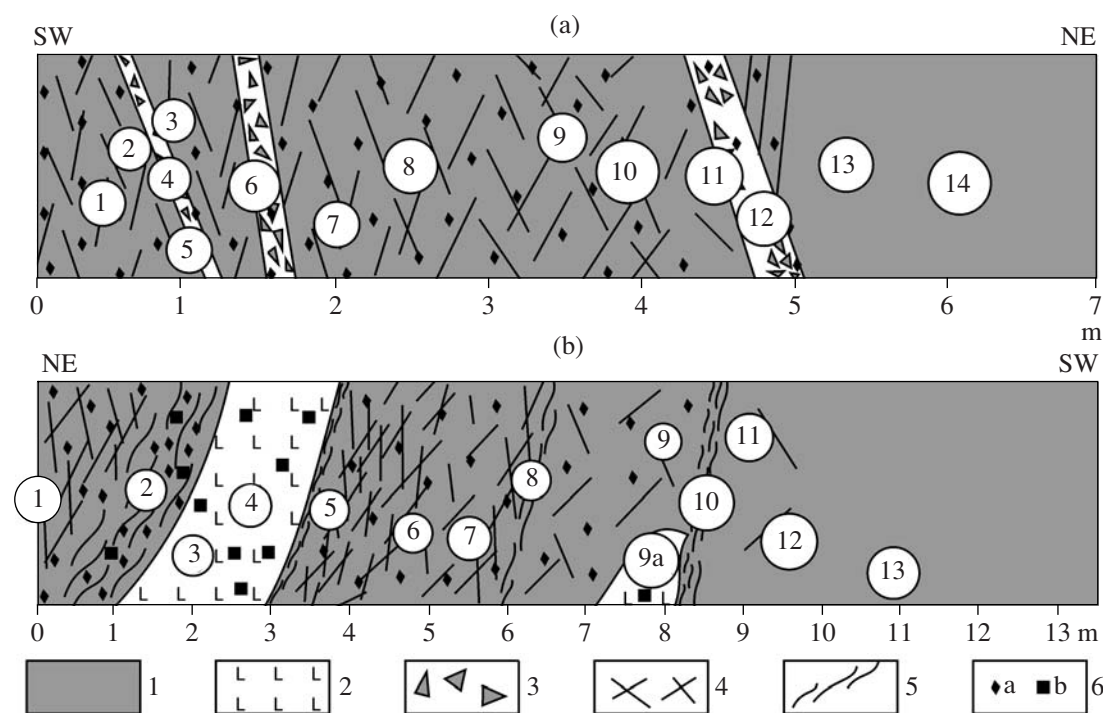 (a)
SW NE
1 2 3 4 5 6 7 8 9 10 11 12 13 14
0 1 2 3 4 5 6 7
m
(b)
NE SW
1 2 3 4 5 6 7 8 9 9a 10 11 12 13
L L L L L L L L L L L L L L L L L L L L
0 1 2 3 4 5 6 7 8 9 10 11 12 13 m
1 L L L 2 3 4 5 a b 6
L L L